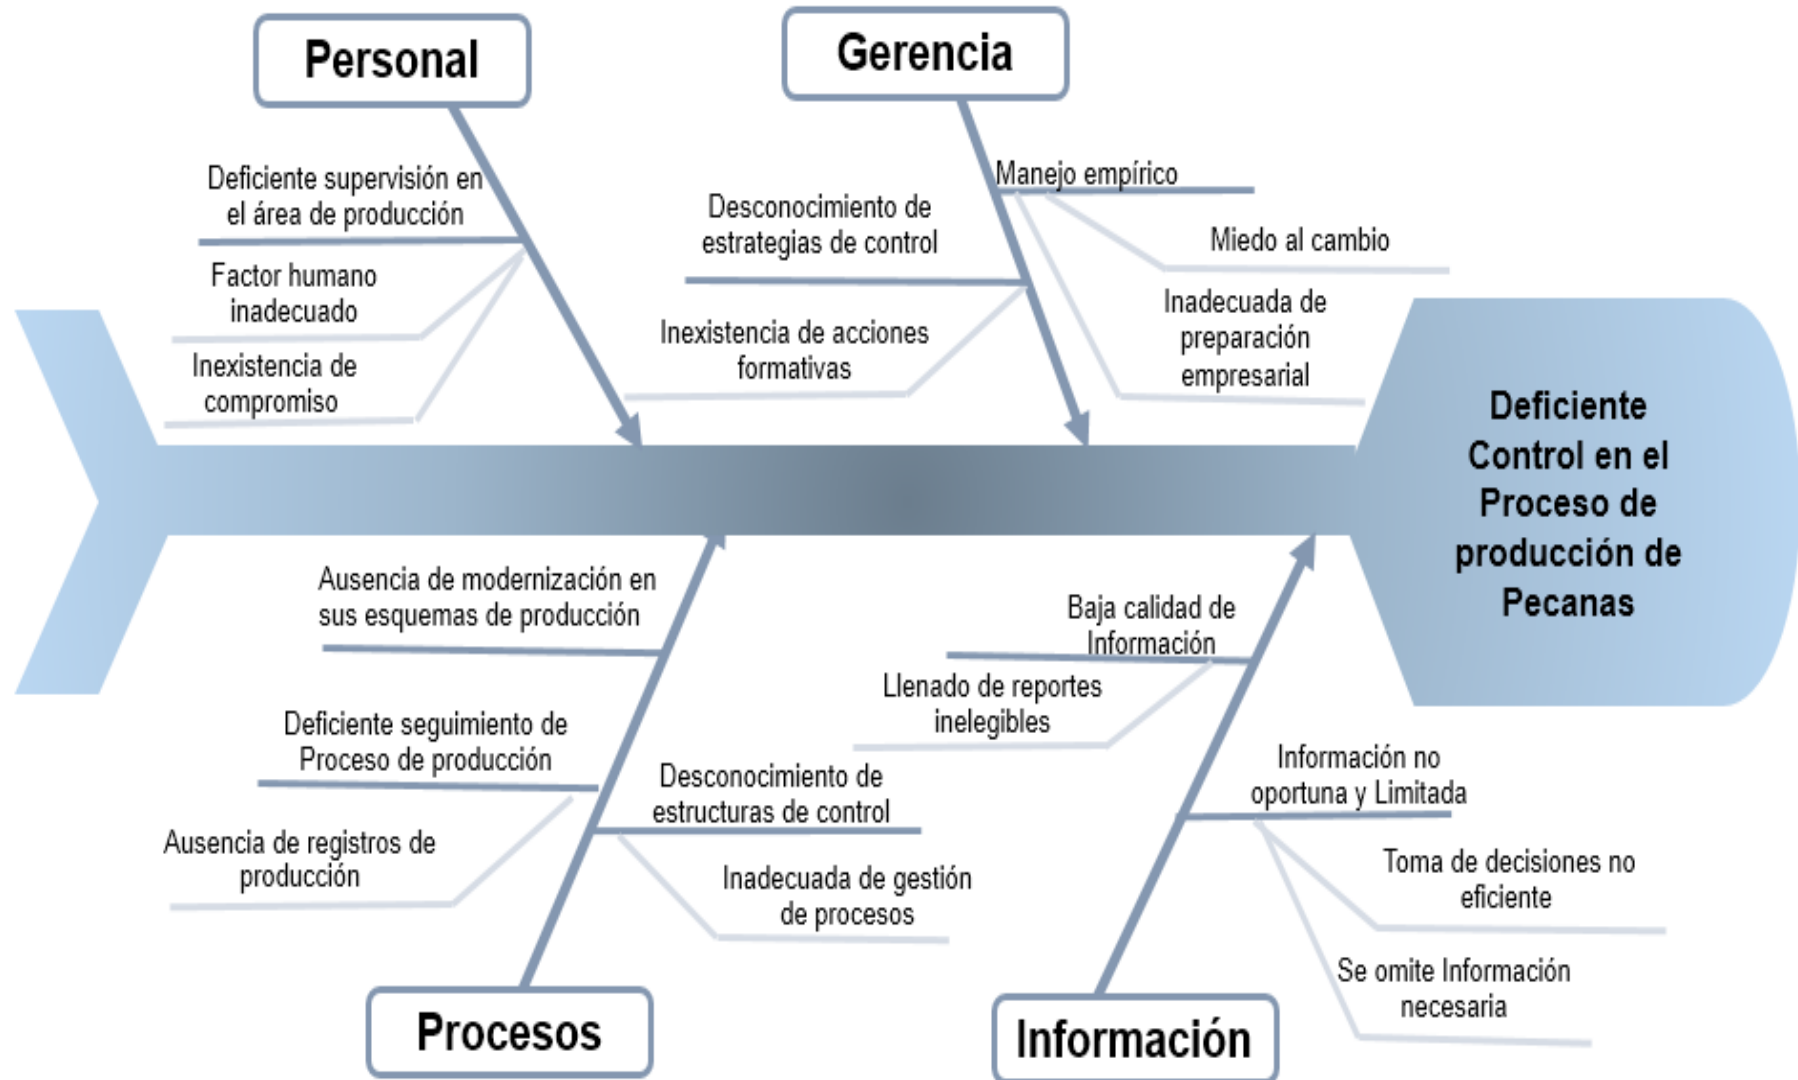 Personal
Gerencia
Deficiente supervisión en
el área de producción
Factor humano
inadecuado
Inexistencia de
compromiso
Desconocimiento de
estrategias de control
Inexistencia de acciones
formativas
Manejo empírico
Miedo al cambio
Inadecuada de
preparación
empresarial
Deficiente
Control en el
Proceso de
producción de
Pecanas
Ausencia de modernización en
sus esquemas de producción
Deficiente seguimiento de
Proceso de producción
Ausencia de registros de
producción
Desconocimiento de
estructuras de control
Inadecuada de gestión
de procesos
Baja calidad de
Información
Llenado de reportes
inelegibles
Información no
oportuna y Limitada
Toma de decisiones no
eficiente
Se omite Información
necesaria
Procesos
Información